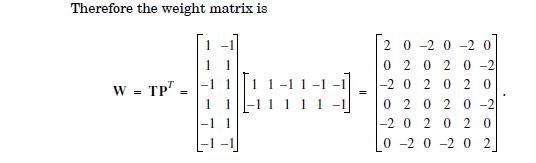 Therefore the weight matrix is
1 -1 2 0 -2 0 -2 0
1 1 0 2 0 2 0 -2
W = TPᵀ = -1 1 1 1 -1 1 -1 -1 = -2 0 2 0 2 0 .
1 1 -1 1 1 1 1 -1 0 2 0 2 0 -2
-1 1 -2 0 2 0 2 0
-1 -1 0 -2 0 -2 0 2